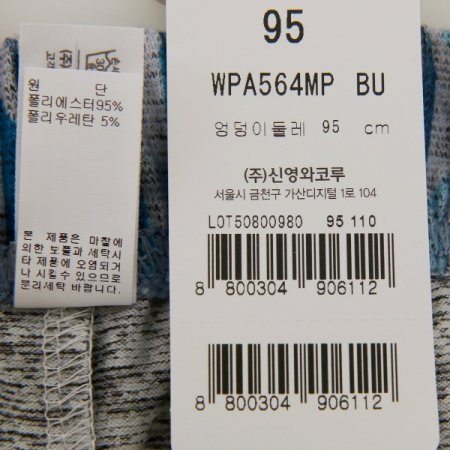 원 단
폴리에스터95%
폴리우레탄 5%
본 제품은 마찰에
의한 보풀과 세탁시
타 제품에 오염되거
나 시킬수 있으므로
분리세탁 바랍니다.
95
WPA564MP BU
엉덩이둘레 95 cm
(주)신영와코루
서울시 금천구 가산디지털 1로 104
LOT50800980 95 110
8 800304 906112
8 800304 906112